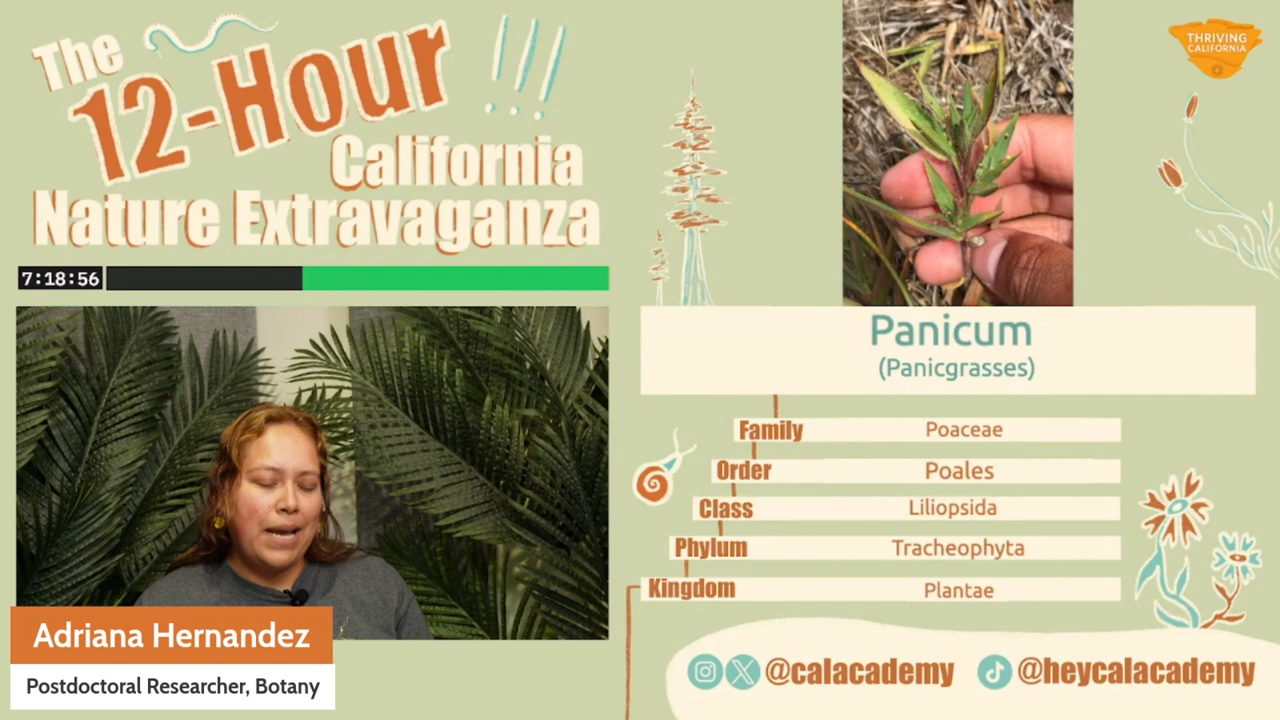 The
12-Hour !!!
California
Nature Extravaganza
7:18:56
Adriana Hernandez
Postdoctoral Researcher, Botany
THRIVING
CALIFORNIA
Panicum
(Panicgrasses)
Family Poaceae
Order Poales
Class Liliopsida
Phylum Tracheophyta
Kingdom Plantae
@calacademy @heycalacademy